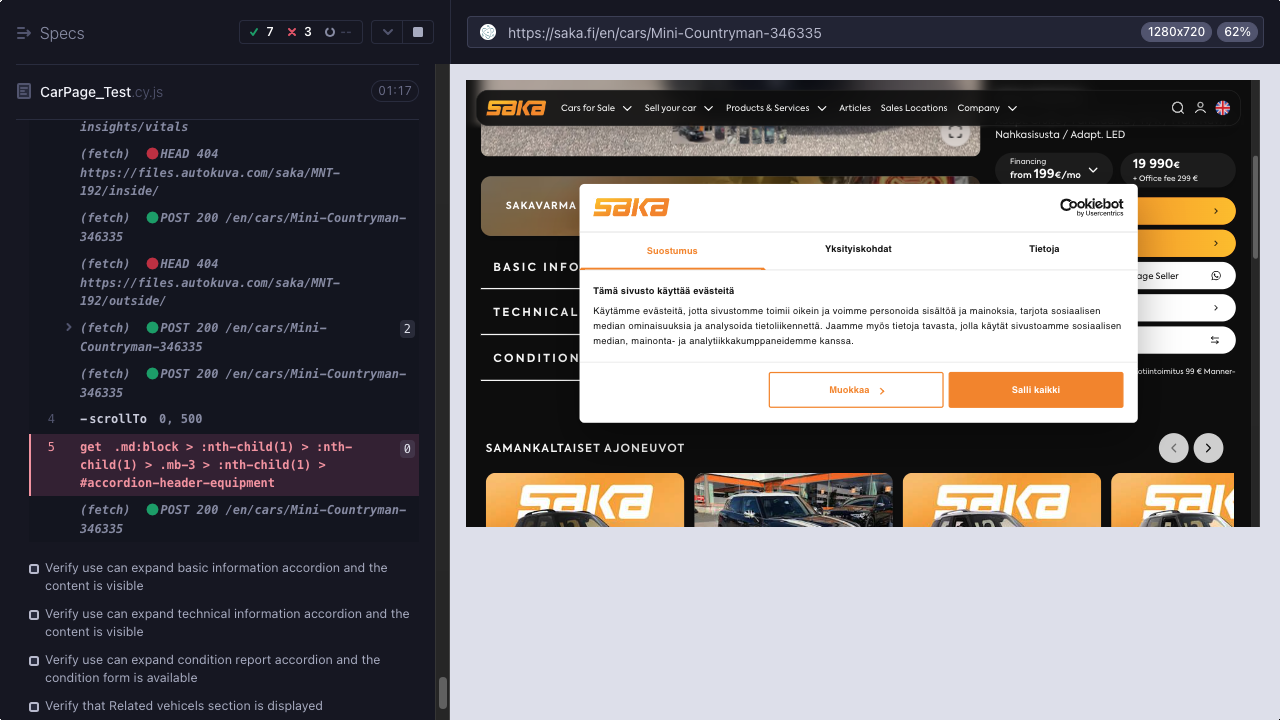 Specs
7
3
--
CarPage_Test.cy.js
01:17
insights/vitals
(fetch) HEAD 404
https://files.autokuva.com/saka/MNT-
192/inside/
(fetch) POST 200 /en/cars/Mini-Countryman-
346335
(fetch) HEAD 404
https://files.autokuva.com/saka/MNT-
192/outside/
(fetch) POST 200 /en/cars/Mini-
Countryman-346335
2
(fetch) POST 200 /en/cars/Mini-Countryman-
346335
4 -scrollTo 0, 500
5 get .md:block > :nth-child(1) > :nth-
child(1) > .mb-3 > :nth-child(1) >
#accordion-header-equipment
0
(fetch) POST 200 /en/cars/Mini-Countryman-
346335
Verify use can expand basic information accordion and the
content is visible
Verify use can expand technical information accordion and the
content is visible
Verify use can expand condition report accordion and the
condition form is available
Verify that Related vehicels section is displayed
https://saka.fi/en/cars/Mini-Countryman-346335
1280x720
62%
saka
Cars for Sale
Sell your car
Products & Services
Articles
Sales Locations
Company
Nahkasisusta / Adapt. LED
Financing
from 199€/mo
19 990€
+ Office fee 299 €
SAKAVARMA
BASIC INFO
TECHNICAL
CONDITION
age Seller
otiintoimitus 99 € Manner-
saka
Cookiebot
by Usercentrics
Suostumus
Yksityiskohdat
Tietoja
Tämä sivusto käyttää evästeitä
Käytämme evästeitä, jotta sivustomme toimii oikein ja voimme personoida sisältöä ja mainoksia, tarjota sosiaalisen
median ominaisuuksia ja analysoida tietoliikennettä. Jaamme myös tietoja tavasta, jolla käytät sivustoamme sosiaalisen
median, mainonta- ja analytiikkakumppaneidemme kanssa.
Muokkaa
Salli kaikki
SAMANKALTAISET AJONEUVOT
saka
saka
sak